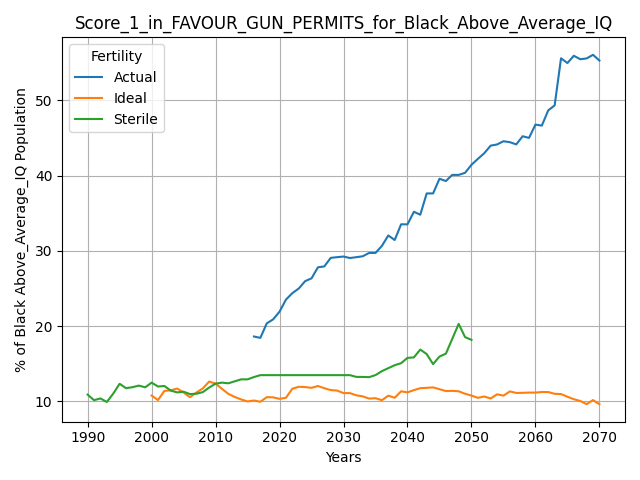 Score_1_in_FAVOUR_GUN_PERMITS_for_Black_Above_Average_IQ
% of Black Above_Average_IQ Population
Fertility
Actual
Ideal
Sterile
50
40
30
20
10
1990 2000 2010 2020 2030 2040 2050 2060 2070
Years